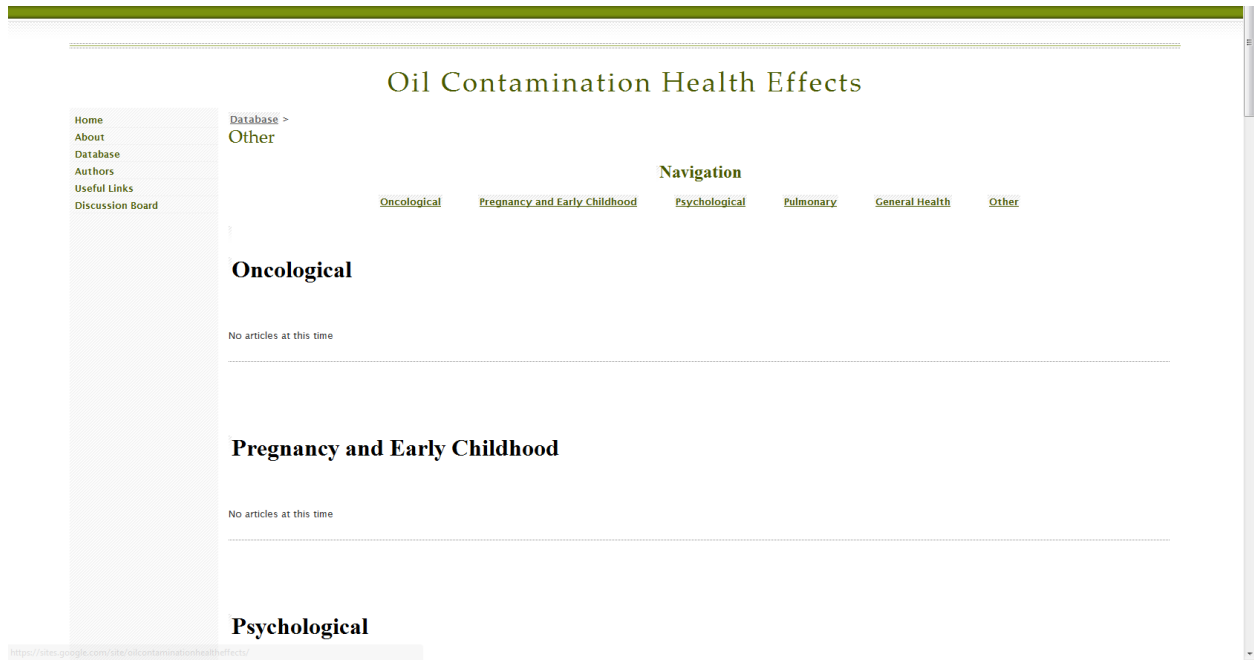 Oil Contamination Health Effects
Home
About
Database
Authors
Useful Links
Discussion Board
Database >
Other
Navigation
Oncological Pregnancy and Early Childhood Psychological Pulmonary General Health Other
Oncological
No articles at this time
Pregnancy and Early Childhood
No articles at this time
Psychological
https://sites.google.com/site/oilcontaminationhealtheffects/